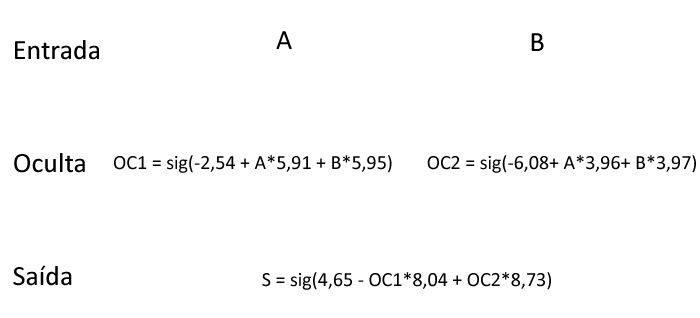 Entrada A B
Oculta OC1 = sig(-2,54 + A*5,91 + B*5,95) OC2 = sig(-6,08+ A*3,96+ B*3,97)
Saída S = sig(4,65 - OC1*8,04 + OC2*8,73)